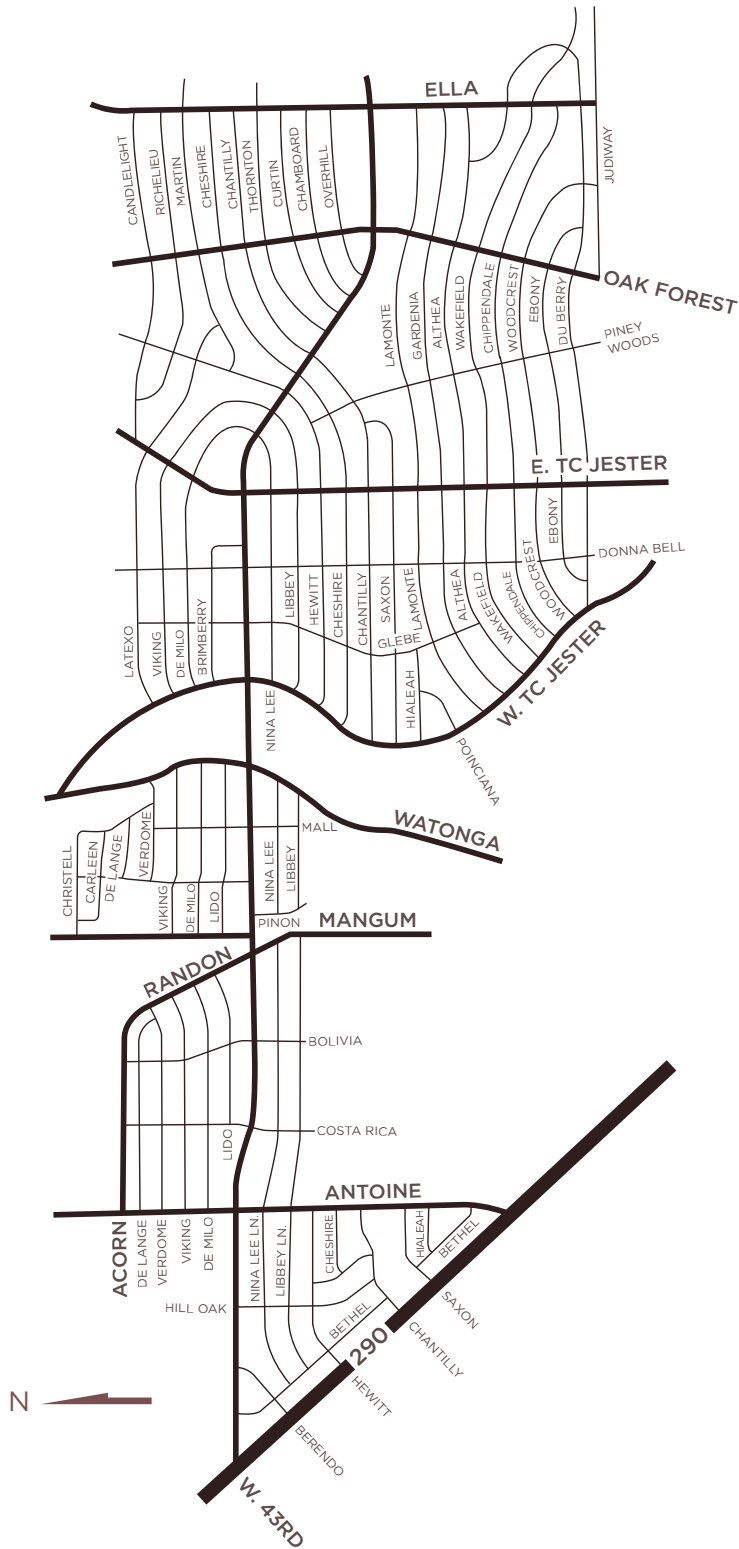 ELLA
CANDLELIGHT
RICHELIEU
MARTIN
CHESHIRE
CHANTILLY
THORNTON
CURTIN
CHAMBOARD
OVERHILL
JUDIWAY
OAK FOREST
LAMONTE
GARDENIA
ALTHEA
WAKEFIELD
CHIPPENDALE
WOODCREST
EBONY
DU BERRY
PINEY
WOODS
E. TC JESTER
EBONY
DONNA BELL
LATEXO
VIKING
DE MILO
BRIMBERRY
LIBBEY
HEWITT
CHESHIRE
CHANTILLY
SAXON
LAMONTE
ALTHEA
WAKEFIELD
CHIPPENDALE
WOODCREST
GLEBE
NINA LEE
HIALEAH
W. TC JESTER
POINCIANA
WATONGA
MALL
CHRISTELL
CARLEEN
DE LANGE
VERDOME
VIKING
DE MILO
LIDO
NINA LEE
LIBBEY
PINON
MANGUM
RANDON
BOLIVIA
COSTA RICA
LIDO
ANTOINE
ACORN
DE LANGE
VERDOME
VIKING
DE MILO
NINA LEE LN.
LIBBEY LN.
CHESHIRE
HIALEAH
BETHEL
HILL OAK
SAXON
BETHEL
290
CHANTILLY
HEWITT
N
BERENDO
W. 43RD